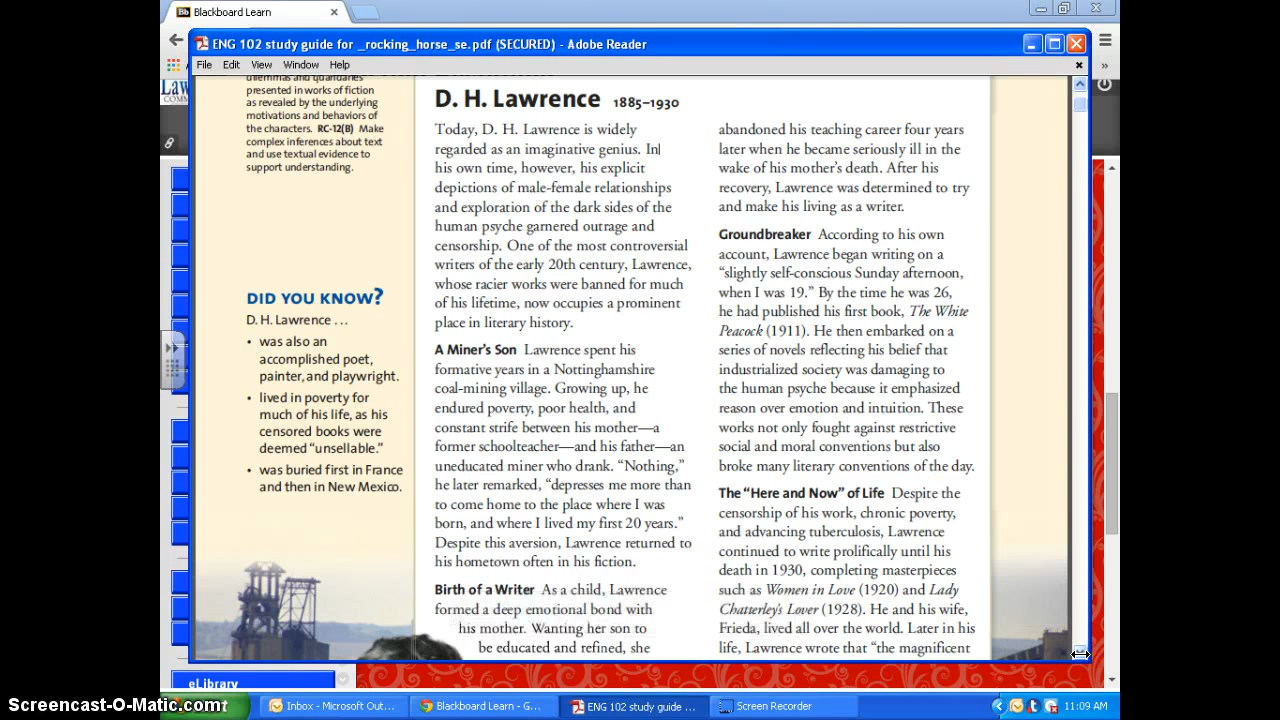 Blackboard Learn
ENG 102 study guide for _rocking_horse_se.pdf (SECURED) - Adobe Reader
File Edit View Window Help
dilemmas and quandaries
presented in works of fiction
as revealed by the underlying
motivations and behaviors of
the characters. RC-12(B) Make
complex inferences about text
and use textual evidence to
support understanding.
DID YOU KNOW?
D. H. Lawrence . . .
• was also an
accomplished poet,
painter, and playwright.
• lived in poverty for
much of his life, as his
censored books were
deemed “unsellable.”
• was buried first in France
and then in New Mexico.
D. H. Lawrence 1885–1930
Today, D. H. Lawrence is widely
regarded as an imaginative genius. In
his own time, however, his explicit
depictions of male-female relationships
and exploration of the dark sides of the
human psyche garnered outrage and
censorship. One of the most controversial
writers of the early 20th century, Lawrence,
whose racier works were banned for much
of his lifetime, now occupies a prominent
place in literary history.
A Miner’s Son Lawrence spent his
formative years in a Nottinghamshire
coal-mining village. Growing up, he
endured poverty, poor health, and
constant strife between his mother—a
former schoolteacher—and his father—an
uneducated miner who drank. “Nothing,”
he later remarked, “depresses me more than
to come home to the place where I was
born, and where I lived my first 20 years.”
Despite this aversion, Lawrence returned to
his hometown often in his fiction.
Birth of a Writer As a child, Lawrence
formed a deep emotional bond with
his mother. Wanting her son to
be educated and refined, she
abandoned his teaching career four years
later when he became seriously ill in the
wake of his mother’s death. After his
recovery, Lawrence was determined to try
and make his living as a writer.
Groundbreaker According to his own
account, Lawrence began writing on a
“slightly self-conscious Sunday afternoon,
when I was 19.” By the time he was 26,
he had published his first book, The White
Peacock (1911). He then embarked on a
series of novels reflecting his belief that
industrialized society was damaging to
the human psyche because it emphasized
reason over emotion and intuition. These
works not only fought against restrictive
social and moral conventions but also
broke many literary conventions of the day.
The “Here and Now” of Life Despite the
censorship of his work, chronic poverty,
and advancing tuberculosis, Lawrence
continued to write prolifically until his
death in 1930, completing masterpieces
such as Women in Love (1920) and Lady
Chatterley’s Lover (1928). He and his wife,
Frieda, lived all over the world. Later in his
life, Lawrence wrote that “the magnificent
eLibrary
Screencast-O-Matic.com
Inbox - Microsoft Out...
Blackboard Learn - G...
ENG 102 study guide ...
Screen Recorder
11:09 AM